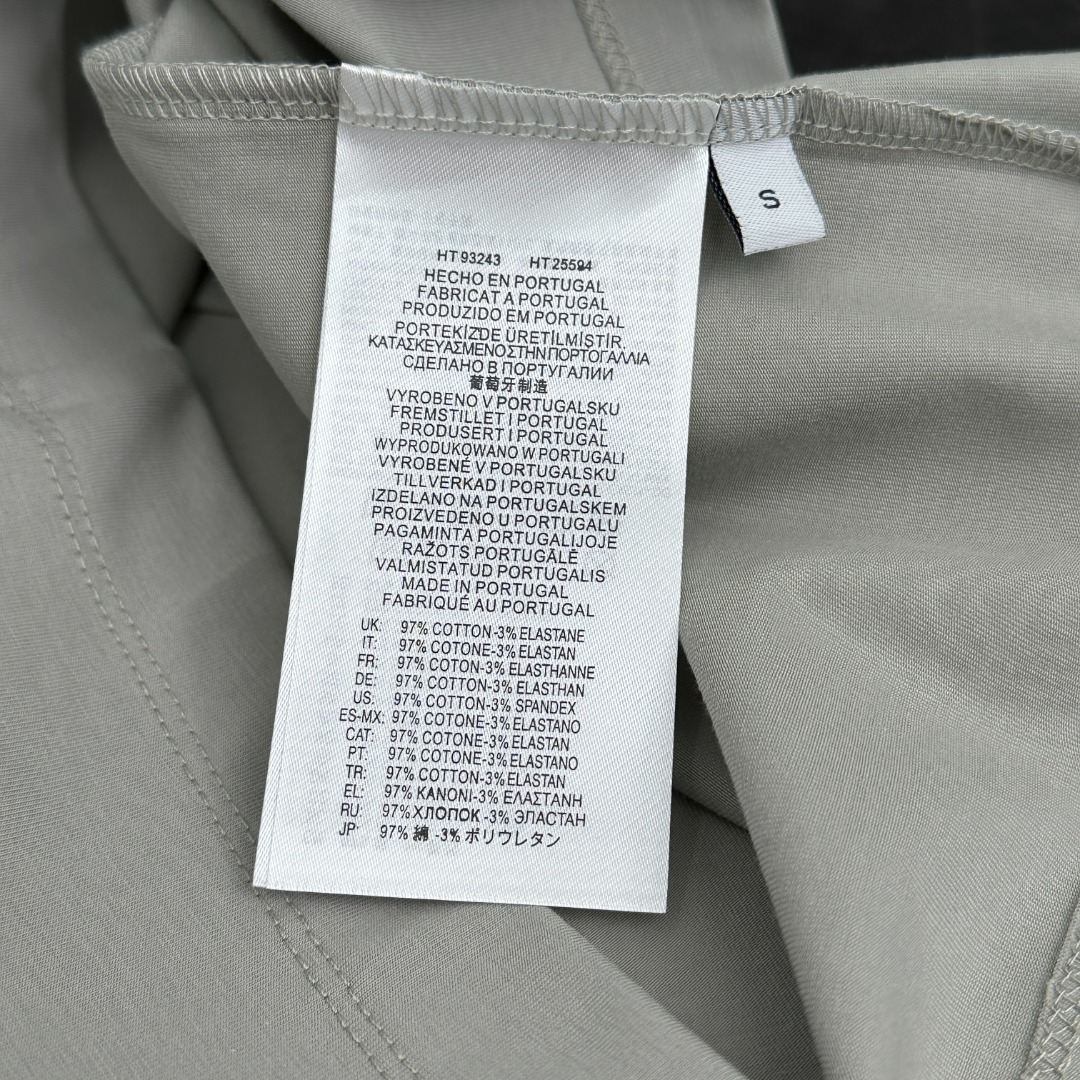 HT 93243 HT 25594
HECHO EN PORTUGAL
FABRICAT A PORTUGAL
PRODUZIDO EM PORTUGAL
PORTEKİZ'DE ÜRETİLMİSTİR
ΚΑΤΑΣΚΕΥΑΣΜΕΝΟ ΣΤΗΝ ΠΟΡΤΟΓΑΛΛΙΑ
СДЕЛАНО В ПОРТУГАЛИИ
葡萄牙制造
VYROBENO V PORTUGALSKU
FREMSTILLET I PORTUGAL
PRODUSERT I PORTUGAL
WYPRODUKOWANO W PORTUGALI
VYROBENÉ V PORTUGALSKU
TILLVERKAD I PORTUGAL
IZDELANO NA PORTUGALSKEM
PROIZVEDENO U PORTUGALU
PAGAMINTA PORTUGALIJOJE
RAŽOTS PORTUGĀLĒ
VALMISTATUD PORTUGALIS
MADE IN PORTUGAL
FABRIQUÉ AU PORTUGAL
UK: 97% COTTON-3% ELASTANE
IT: 97% COTONE-3% ELASTAN
FR: 97% COTON-3% ELASTHANNE
DE: 97% COTTON-3% ELASTHAN
US: 97% COTTON-3% SPANDEX
ES-MX: 97% COTONE-3% ELASTANO
CAT: 97% COTONE-3% ELASTAN
PT: 97% COTONE-3% ELASTANO
TR: 97% COTTON-3% ELASTAN
EL: 97% KANONI-3% ΕΛΑΣΤΑΝΗ
RU: 97% ХЛОПОК -3% ЭЛАСТАН
JP: 97% 綿 -3% ポリウレタン
S